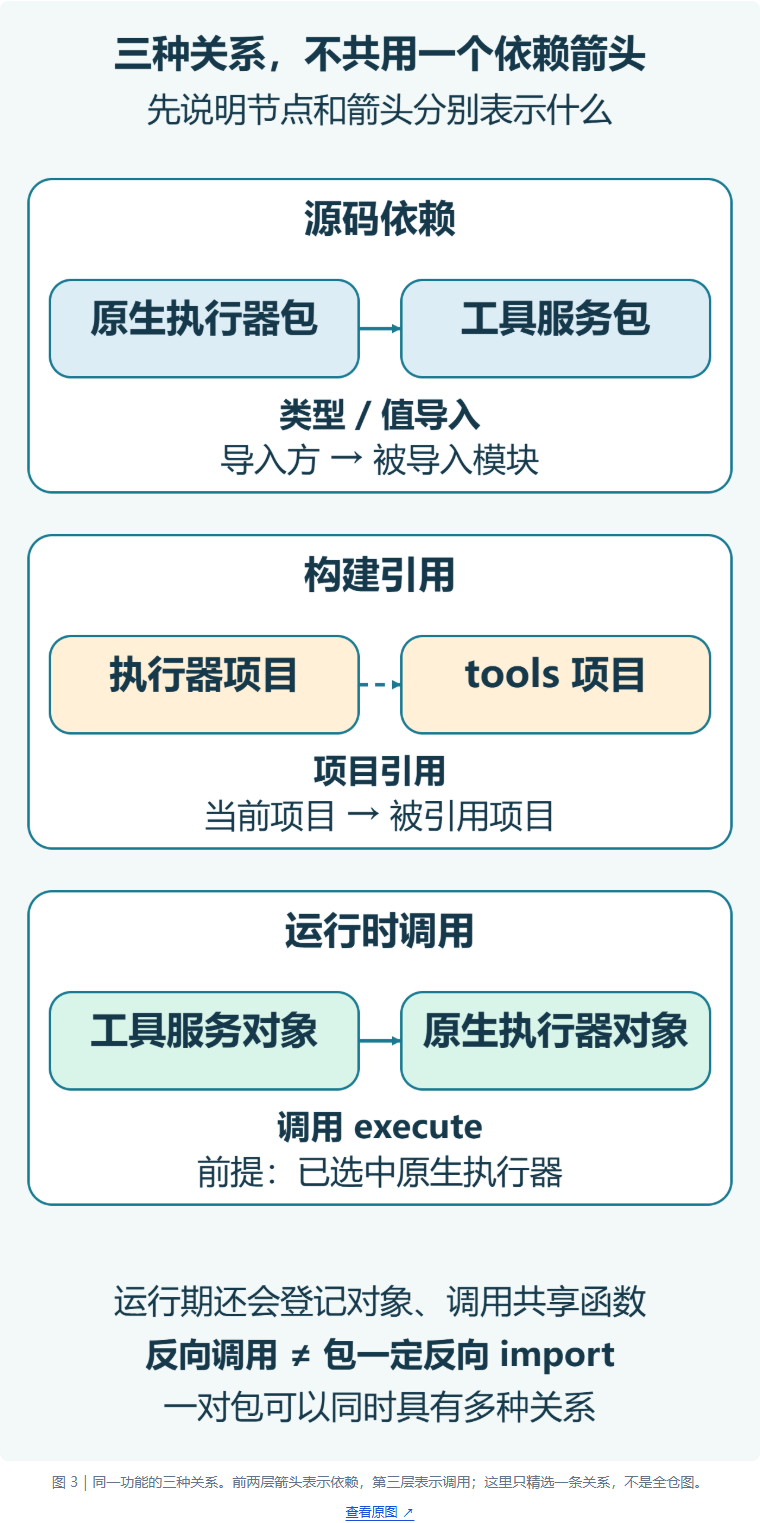 三种关系，不共用一个依赖箭头
先说明节点和箭头分别表示什么
源码依赖
原生执行器包
工具服务包
类型 / 值导入
导入方 → 被导入模块
构建引用
执行器项目
tools 项目
项目引用
当前项目 → 被引用项目
运行时调用
工具服务对象
原生执行器对象
调用 execute
前提：已选中原生执行器
运行期还会登记对象、调用共享函数
反向调用 ≠ 包一定反向 import
一对包可以同时具有多种关系
图 3｜同一功能的三种关系。前两层箭头表示依赖，第三层表示调用；这里只精选一条关系，不是全仓图。
查看原图 ↗